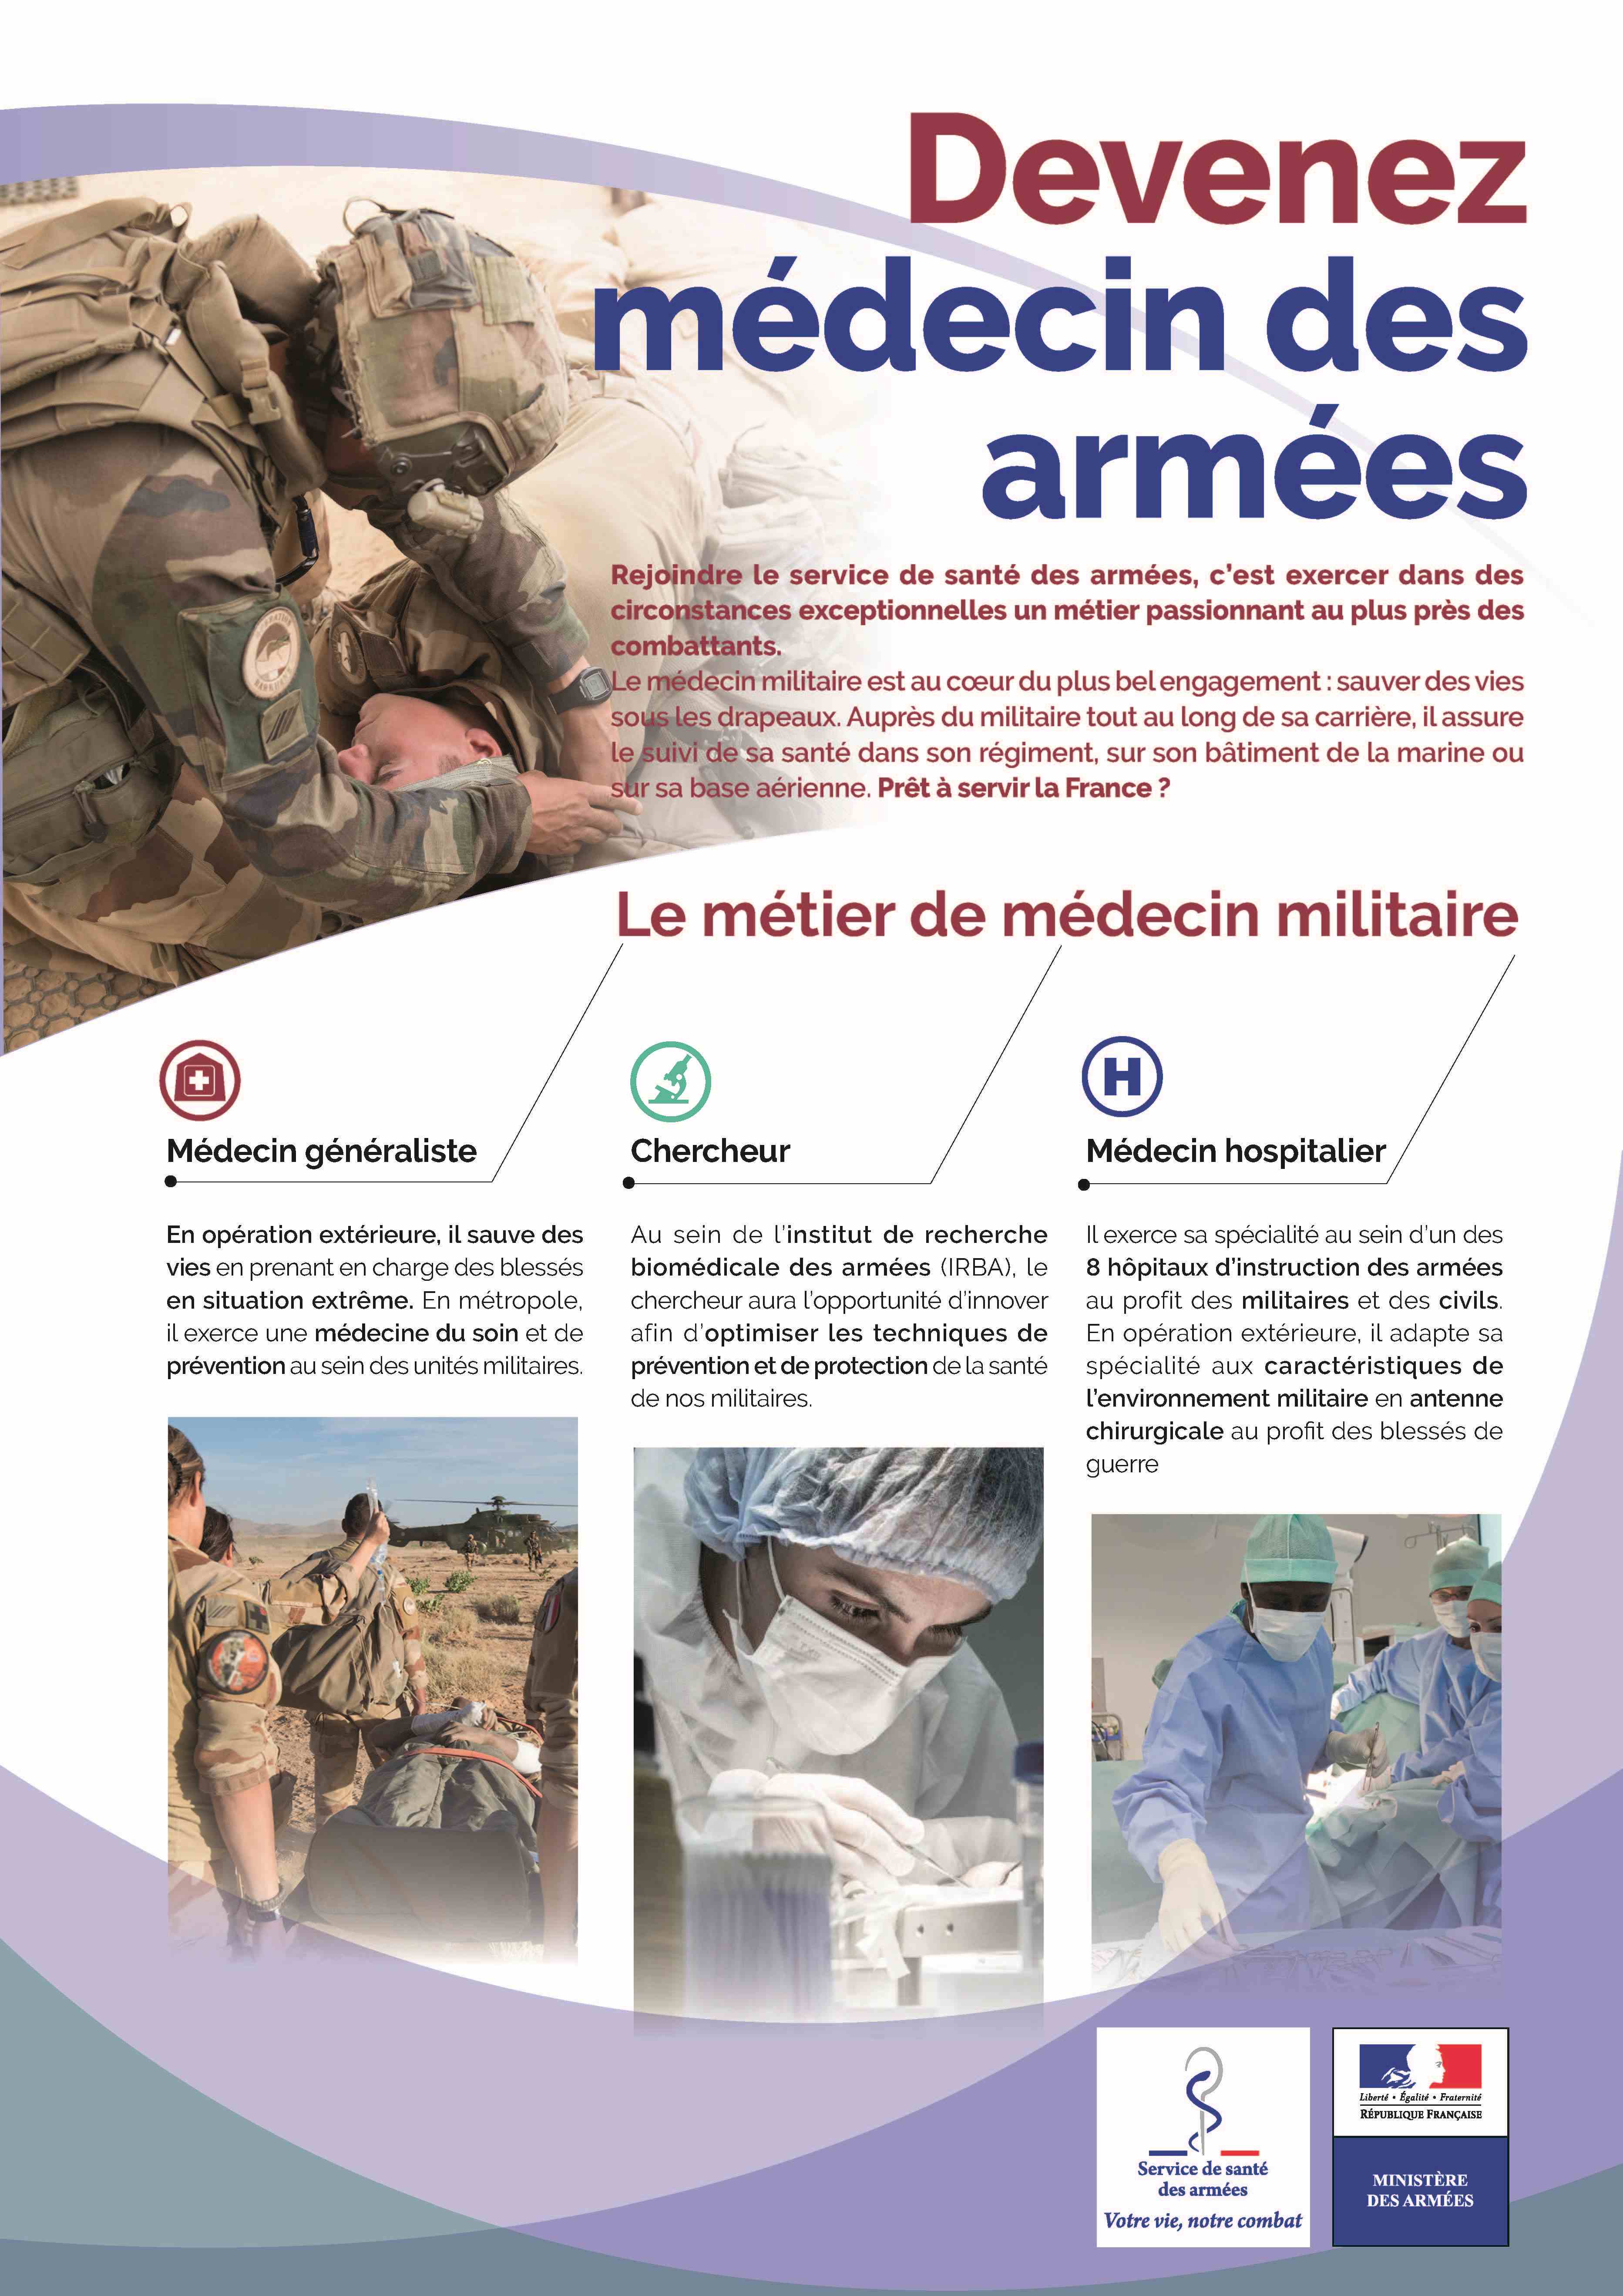 Devenez
médecin des
armées
Rejoindre le service de santé des armées, c'est exercer dans des
circonstances exceptionnelles un métier passionnant au plus près des
combattants.
Le médecin militaire est au cœur du plus bel engagement : sauver des vies
sous les drapeaux. Auprès du militaire tout au long de sa carrière, il assure
le suivi de sa santé dans son régiment, sur son bâtiment de la marine ou
sur sa base aérienne. Prêt à servir la France ?
Le métier de médecin militaire
Médecin généraliste
En opération extérieure, il sauve des
vies en prenant en charge des blessés
en situation extrême. En métropole,
il exerce une médecine du soin et de
prévention au sein des unités militaires.
Chercheur
Au sein de l'institut de recherche
biomédicale des armées (IRBA), le
chercheur aura l'opportunité d'innover
afin d'optimiser les techniques de
prévention et de protection de la santé
de nos militaires.
H
Médecin hospitalier
Il exerce sa spécialité au sein d'un des
8 hôpitaux d'instruction des armées
au profit des militaires et des civils.
En opération extérieure, il adapte sa
spécialité aux caractéristiques de
l'environnement militaire en antenne
chirurgicale au profit des blessés de
guerre
Service de santé
des armées
Votre vie, notre combat
Liberté • Égalité • Fraternité
RÉPUBLIQUE FRANÇAISE
MINISTÈRE
DES ARMÉES